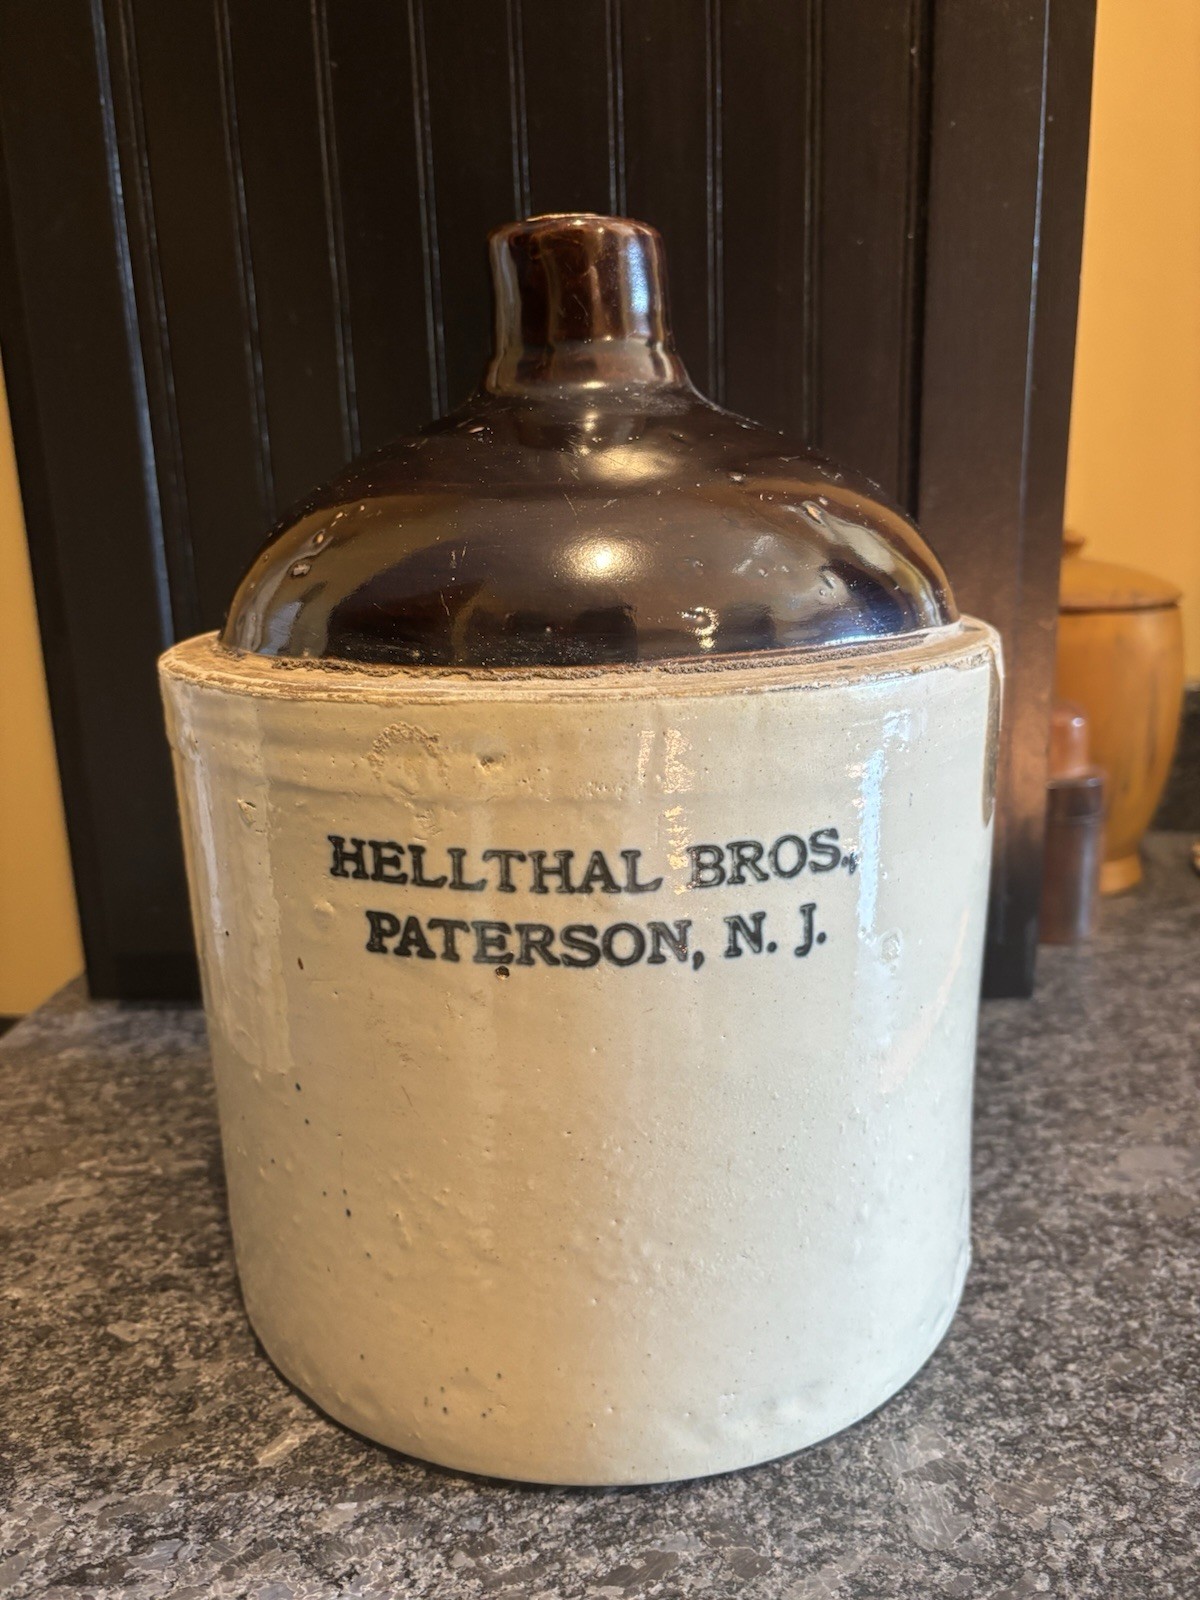 HELLTHAL BROS.,
PATERSON, N. J.